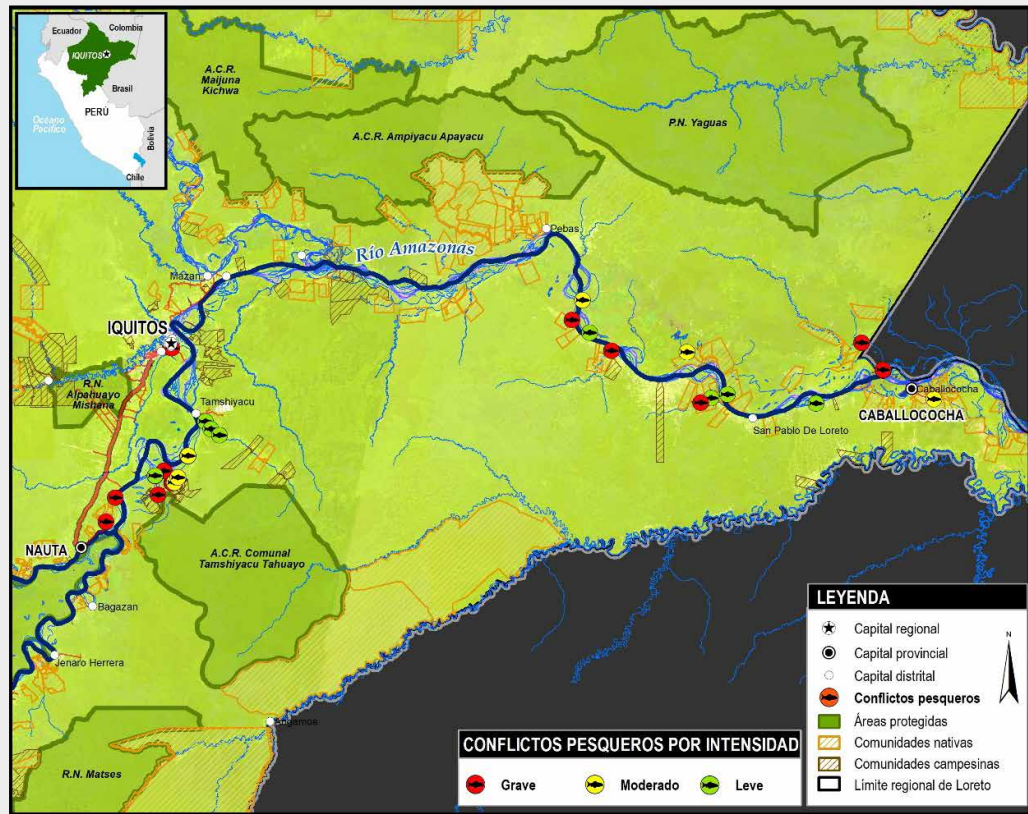 Ecuador
Colombia
IQUITOS
Brasil
PERÚ
Océano
Pacífico
Bolivia
Chile
A.C.R.
Maijuna
Kichwa
A.C.R. Ampiyacu Apayacu
P.N. Yaguas
Río Amazonas
Pebas
Mazan
IQUITOS
R.N.
Alpahuayo
Mishana
Tamshiyacu
Caballococha
CABALLOCOCHA
San Pablo De Loreto
NAUTA
A.C.R. Comunal
Tamshiyacu Tahuayo
Bagazan
Jenaro Herrera
Angamos
R.N. Matses
CONFLICTOS PESQUEROS POR INTENSIDAD
Grave
Moderado
Leve
LEYENDA
N
Capital regional
Capital provincial
Capital distrital
Conflictos pesqueros
Áreas protegidas
Comunidades nativas
Comunidades campesinas
Límite regional de Loreto